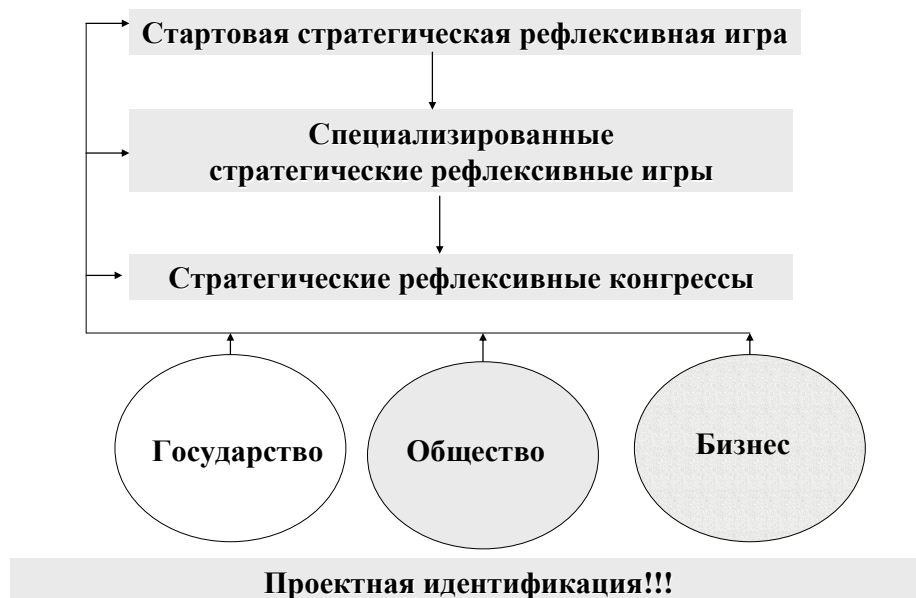 Стартовая стратегическая рефлексивная игра
Специализированные
стратегические рефлексивные игры
Стратегические рефлексивные конгрессы
Государство
Общество
Бизнес
Проектная идентификация!!!